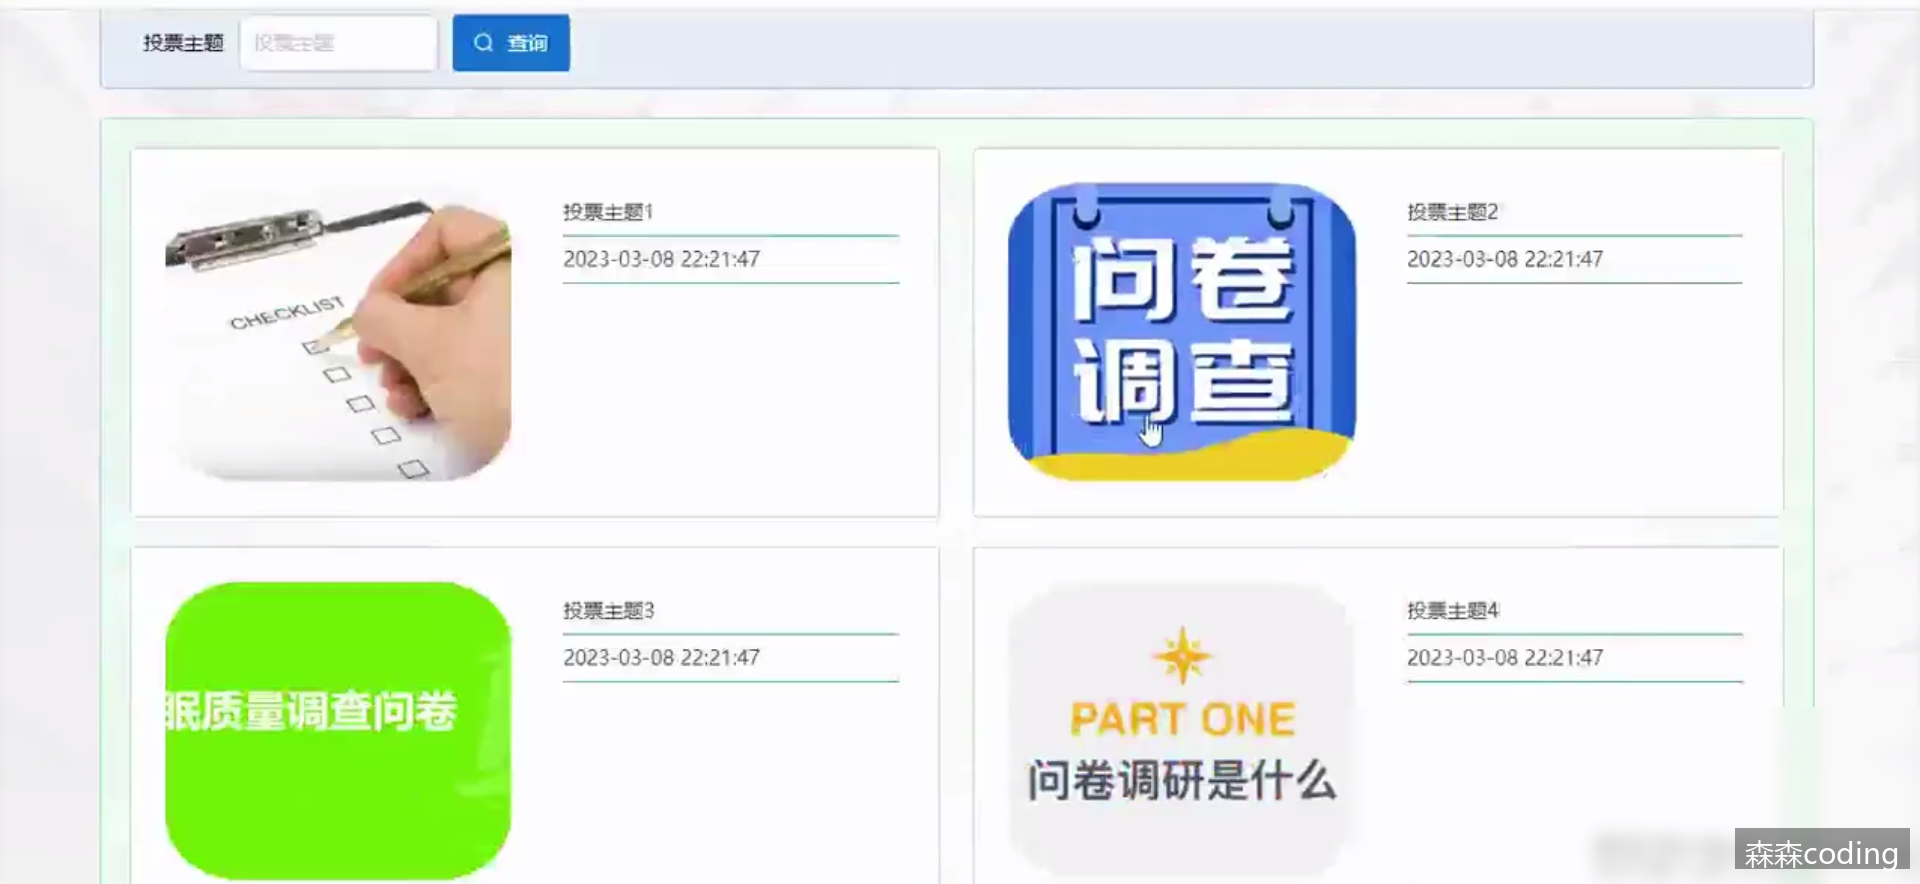 投票主题
投票主题
查询
投票主题1
2023-03-08 22:21:47
CHECKLIST
投票主题2
2023-03-08 22:21:47
问卷
调查
投票主题3
2023-03-08 22:21:47
眠质量调查问卷
投票主题4
2023-03-08 22:21:47
PART ONE
问卷调研是什么
森森coding